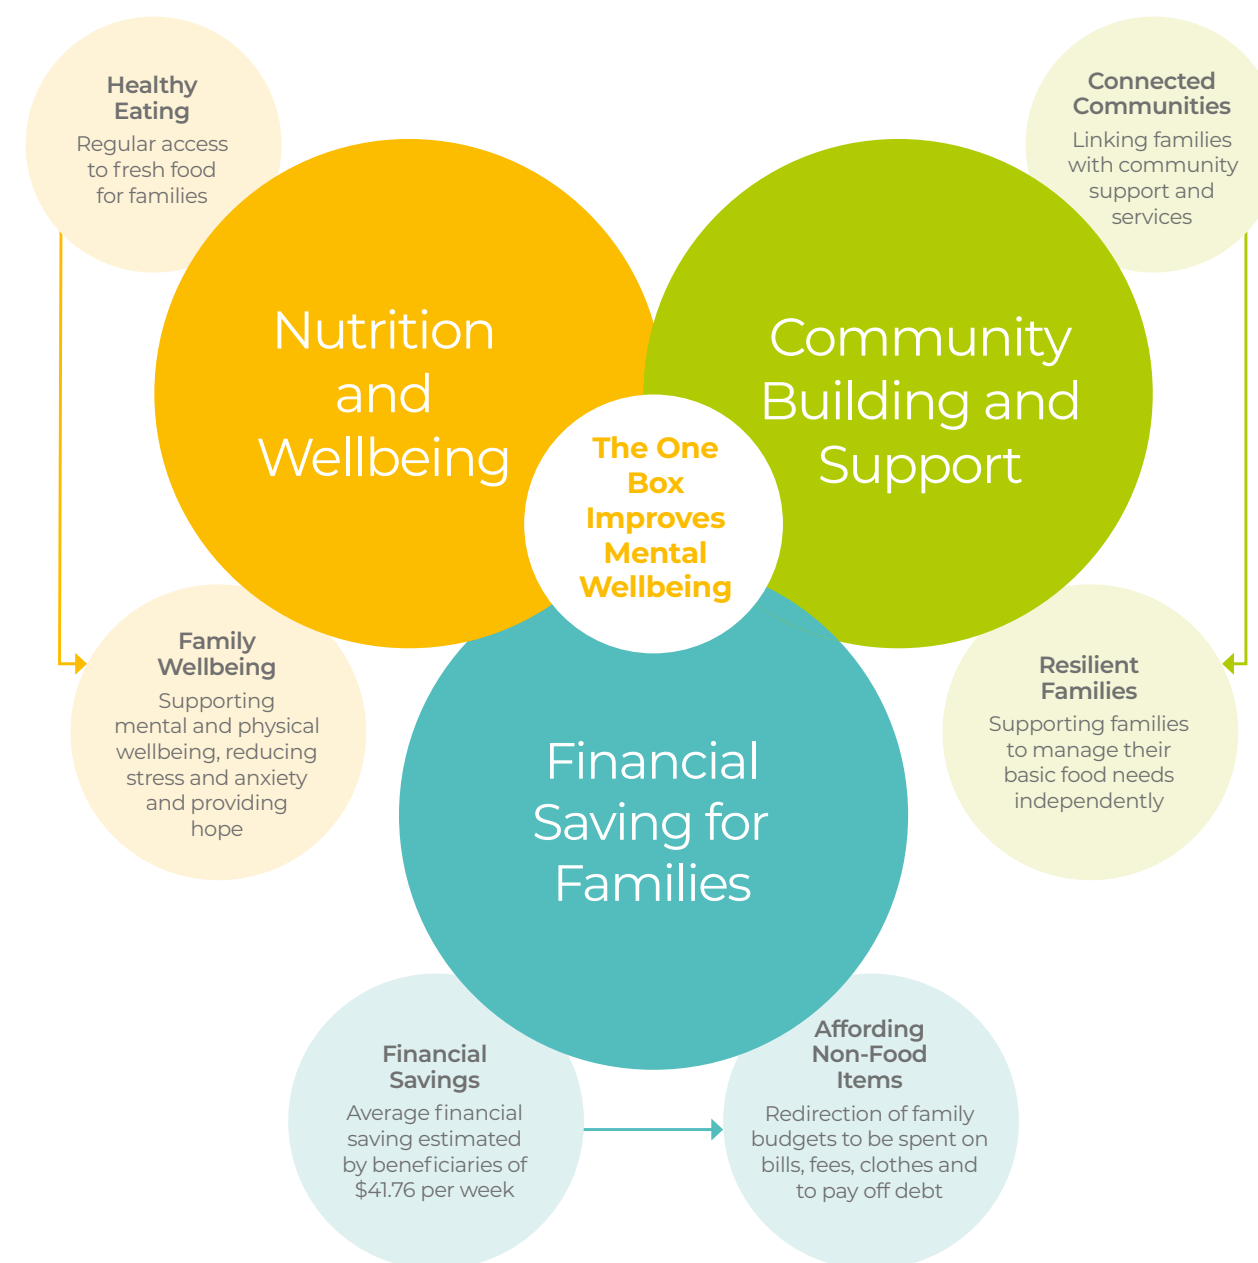 Healthy
Eating
Regular access
to fresh food
for families
Connected
Communities
Linking families
with community
support and
services
Nutrition
and
Wellbeing
Community
Building and
Support
The One
Box
Improves
Mental
Wellbeing
Family
Wellbeing
Supporting
mental and physical
wellbeing, reducing
stress and anxiety
and providing
hope
Resilient
Families
Supporting families
to manage their
basic food needs
independently
Financial
Saving for
Families
Financial
Savings
Average financial
saving estimated
by beneficiaries of
$41.76 per week
Affording
Non-Food
Items
Redirection of family
budgets to be spent on
bills, fees, clothes and
to pay off debt